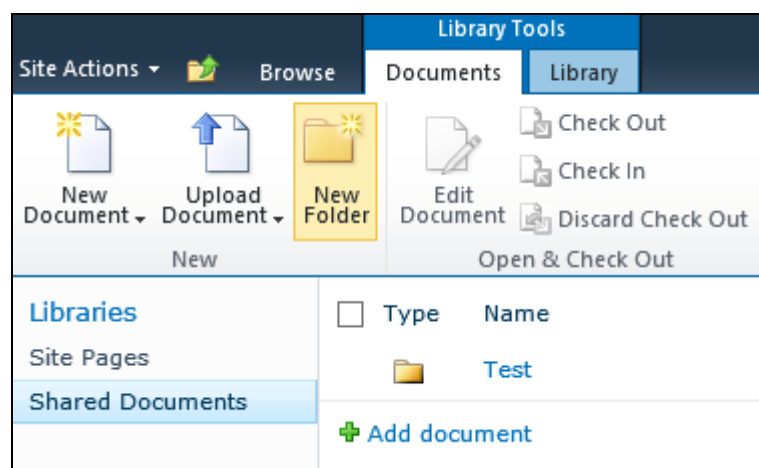 Library Tools
Site Actions Browse Documents Library
New Document Upload Document New Folder Edit Document
Check Out
Check In
Discard Check Out
New Open & Check Out
Libraries
Site Pages
Shared Documents
Type Name
Test
Add document